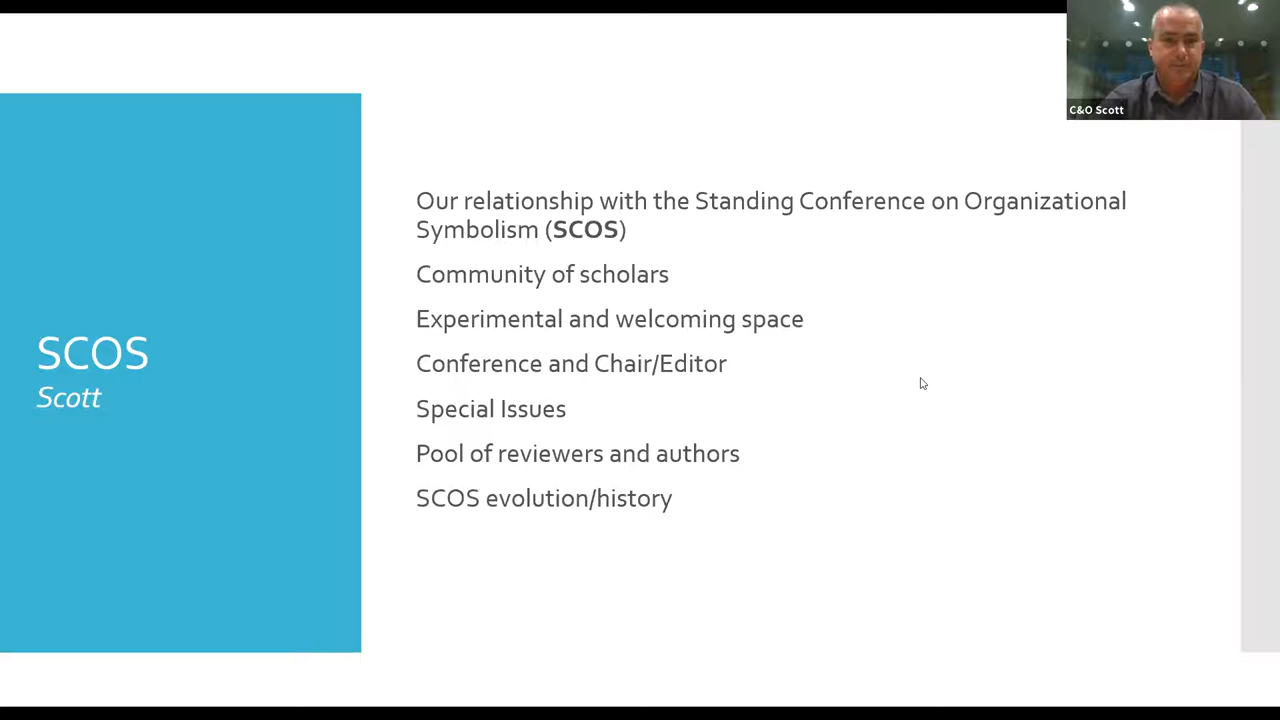 C&O Scott
SCOS
Scott
Our relationship with the Standing Conference on Organizational
Symbolism (SCOS)
Community of scholars
Experimental and welcoming space
Conference and Chair/Editor
Special Issues
Pool of reviewers and authors
SCOS evolution/history